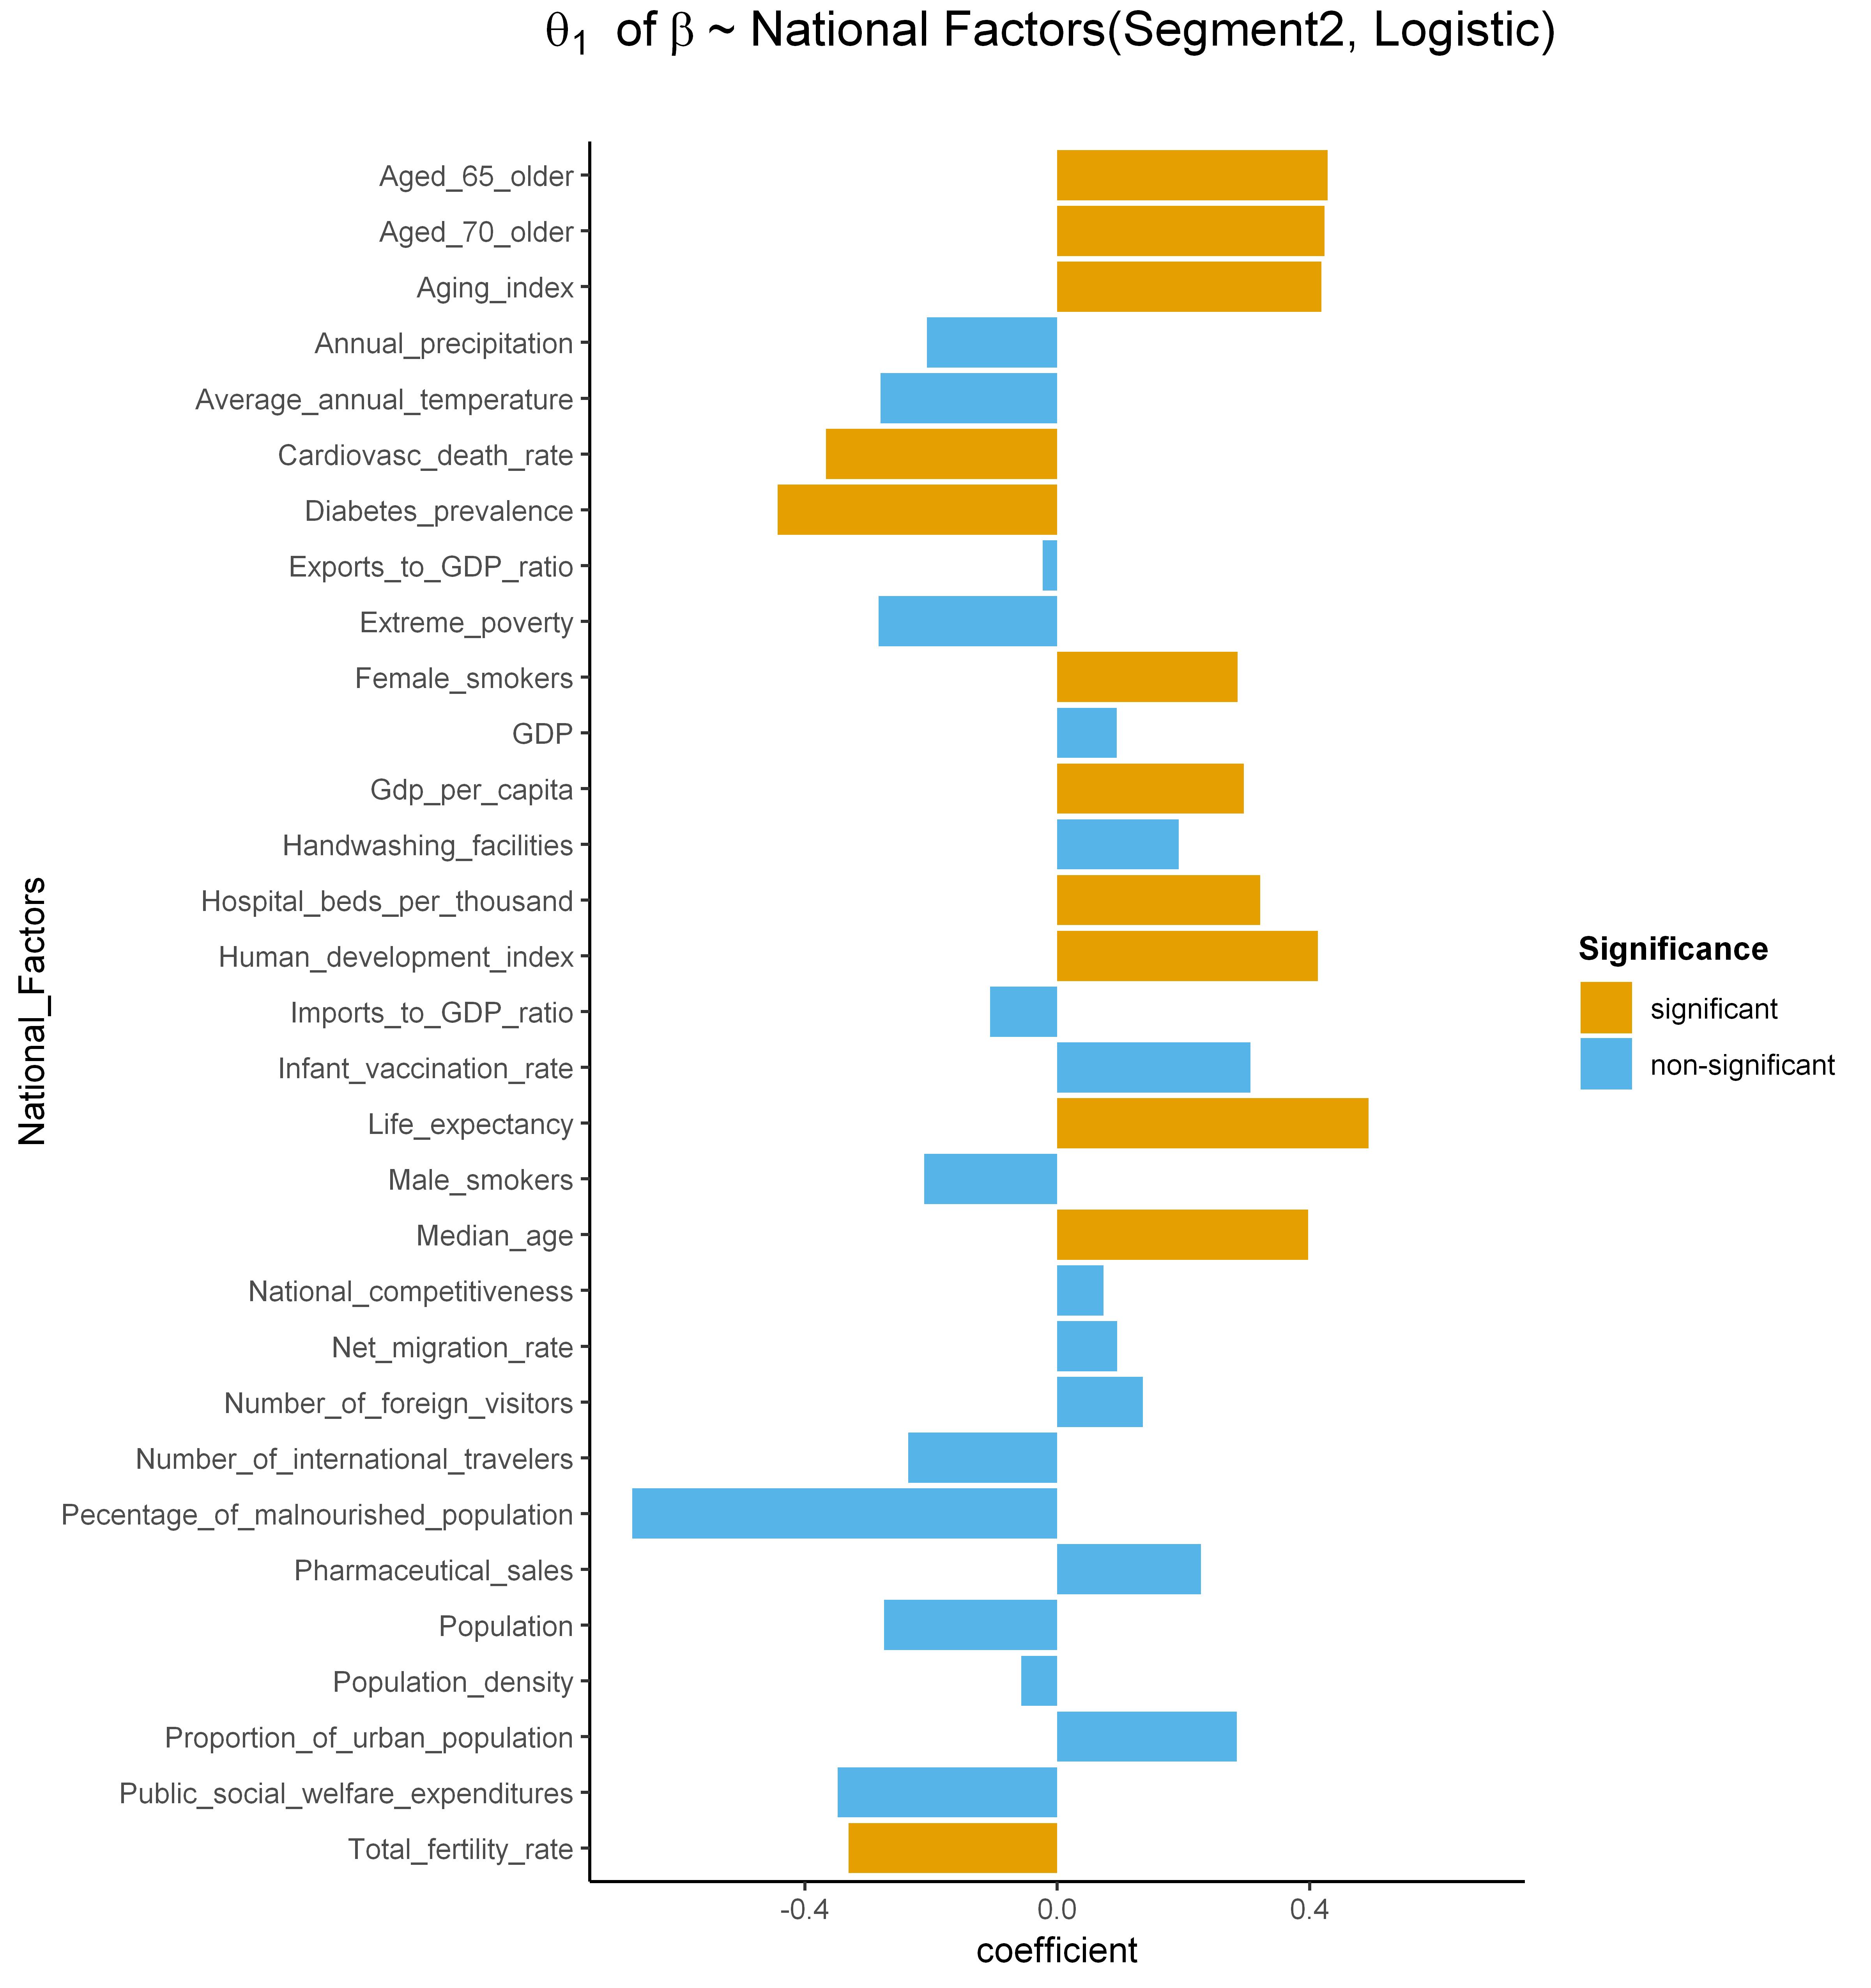 θ1 of β ~ National Factors(Segment2, Logistic)
National_Factors
Aged_65_older
Aged_70_older
Aging_index
Annual_precipitation
Average_annual_temperature
Cardiovasc_death_rate
Diabetes_prevalence
Exports_to_GDP_ratio
Extreme_poverty
Female_smokers
GDP
Gdp_per_capita
Handwashing_facilities
Hospital_beds_per_thousand
Human_development_index
Imports_to_GDP_ratio
Infant_vaccination_rate
Life_expectancy
Male_smokers
Median_age
National_competitiveness
Net_migration_rate
Number_of_foreign_visitors
Number_of_international_travelers
Pecentage_of_malnourished_population
Pharmaceutical_sales
Population
Population_density
Proportion_of_urban_population
Public_social_welfare_expenditures
Total_fertility_rate
-0.4 0.0 0.4
coefficient
Significance
significant
non-significant